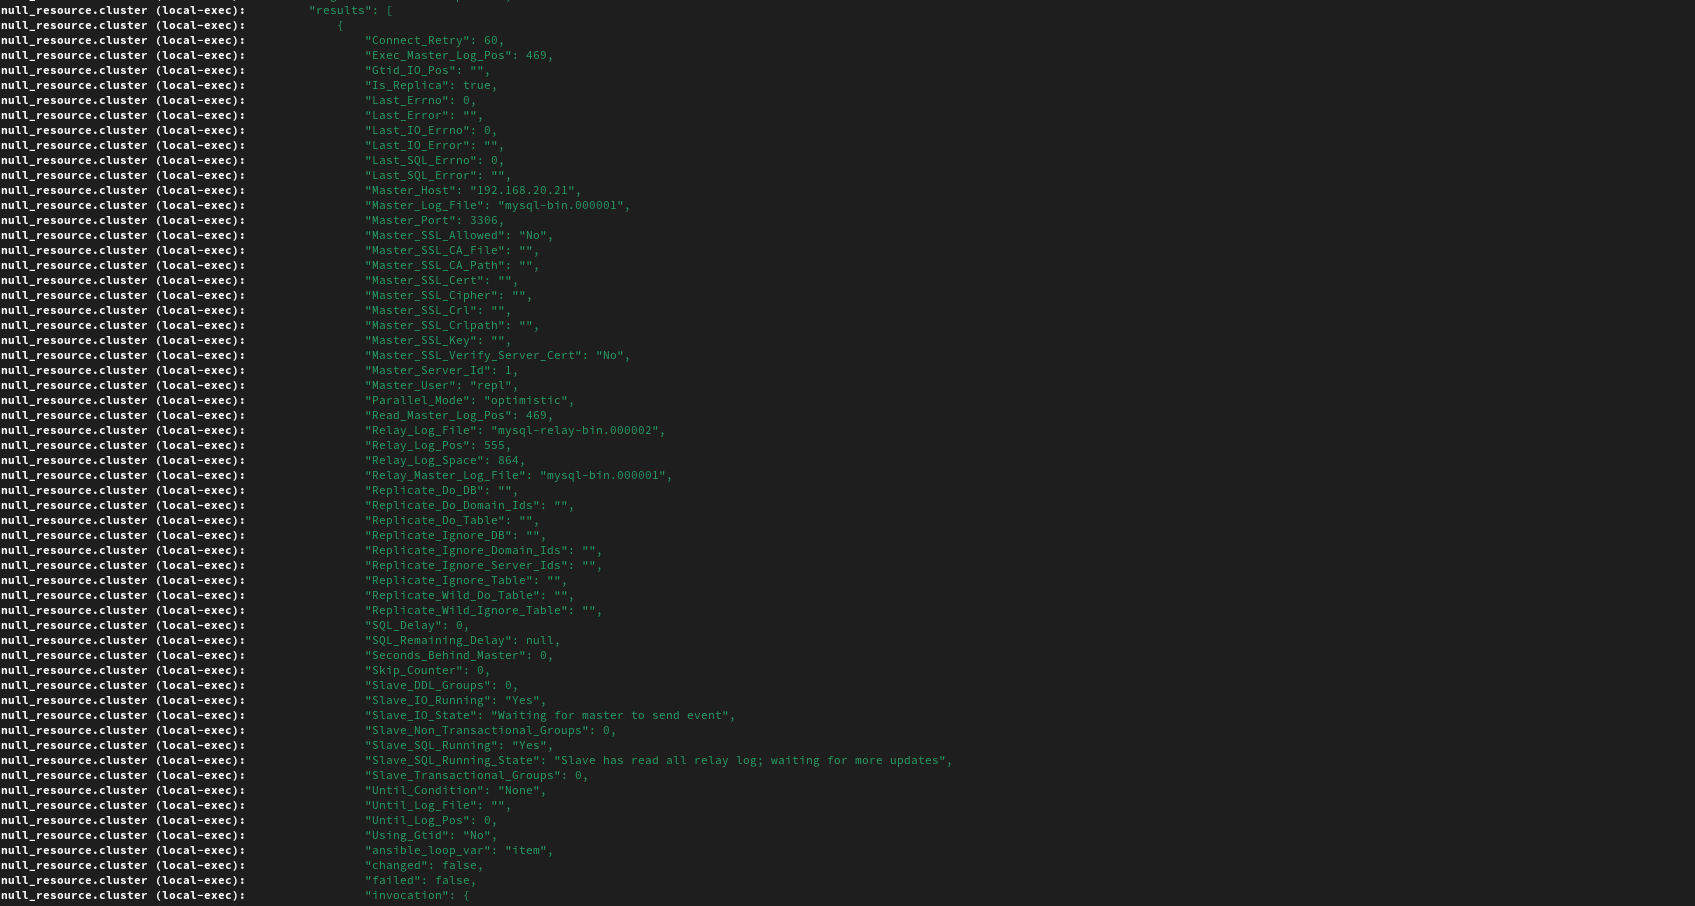 null_resource.cluster (local-exec): "results": [
null_resource.cluster (local-exec): {
null_resource.cluster (local-exec): "Connect_Retry": 60,
null_resource.cluster (local-exec): "Exec_Master_Log_Pos": 469,
null_resource.cluster (local-exec): "Gtid_IO_Pos": "",
null_resource.cluster (local-exec): "Is_Replica": true,
null_resource.cluster (local-exec): "Last_Errno": 0,
null_resource.cluster (local-exec): "Last_Error": "",
null_resource.cluster (local-exec): "Last_IO_Errno": 0,
null_resource.cluster (local-exec): "Last_IO_Error": "",
null_resource.cluster (local-exec): "Last_SQL_Errno": 0,
null_resource.cluster (local-exec): "Last_SQL_Error": "",
null_resource.cluster (local-exec): "Master_Host": "192.168.20.21",
null_resource.cluster (local-exec): "Master_Log_File": "mysql-bin.000001",
null_resource.cluster (local-exec): "Master_Port": 3306,
null_resource.cluster (local-exec): "Master_SSL_Allowed": "No",
null_resource.cluster (local-exec): "Master_SSL_CA_File": "",
null_resource.cluster (local-exec): "Master_SSL_CA_Path": "",
null_resource.cluster (local-exec): "Master_SSL_Cert": "",
null_resource.cluster (local-exec): "Master_SSL_Cipher": "",
null_resource.cluster (local-exec): "Master_SSL_Crl": "",
null_resource.cluster (local-exec): "Master_SSL_Crlpath": "",
null_resource.cluster (local-exec): "Master_SSL_Key": "",
null_resource.cluster (local-exec): "Master_SSL_Verify_Server_Cert": "No",
null_resource.cluster (local-exec): "Master_Server_Id": 1,
null_resource.cluster (local-exec): "Master_User": "repl",
null_resource.cluster (local-exec): "Parallel_Mode": "optimistic",
null_resource.cluster (local-exec): "Read_Master_Log_Pos": 469,
null_resource.cluster (local-exec): "Relay_Log_File": "mysql-relay-bin.000002",
null_resource.cluster (local-exec): "Relay_Log_Pos": 555,
null_resource.cluster (local-exec): "Relay_Log_Space": 864,
null_resource.cluster (local-exec): "Relay_Master_Log_File": "mysql-bin.000001",
null_resource.cluster (local-exec): "Replicate_Do_DB": "",
null_resource.cluster (local-exec): "Replicate_Do_Domain_Ids": "",
null_resource.cluster (local-exec): "Replicate_Do_Table": "",
null_resource.cluster (local-exec): "Replicate_Ignore_DB": "",
null_resource.cluster (local-exec): "Replicate_Ignore_Domain_Ids": "",
null_resource.cluster (local-exec): "Replicate_Ignore_Server_Ids": "",
null_resource.cluster (local-exec): "Replicate_Ignore_Table": "",
null_resource.cluster (local-exec): "Replicate_Wild_Do_Table": "",
null_resource.cluster (local-exec): "Replicate_Wild_Ignore_Table": "",
null_resource.cluster (local-exec): "SQL_Delay": 0,
null_resource.cluster (local-exec): "SQL_Remaining_Delay": null,
null_resource.cluster (local-exec): "Seconds_Behind_Master": 0,
null_resource.cluster (local-exec): "Skip_Counter": 0,
null_resource.cluster (local-exec): "Slave_DDL_Groups": 0,
null_resource.cluster (local-exec): "Slave_IO_Running": "Yes",
null_resource.cluster (local-exec): "Slave_IO_State": "Waiting for master to send event",
null_resource.cluster (local-exec): "Slave_Non_Transactional_Groups": 0,
null_resource.cluster (local-exec): "Slave_SQL_Running": "Yes",
null_resource.cluster (local-exec): "Slave_SQL_Running_State": "Slave has read all relay log; waiting for more updates",
null_resource.cluster (local-exec): "Slave_Transactional_Groups": 0,
null_resource.cluster (local-exec): "Until_Condition": "None",
null_resource.cluster (local-exec): "Until_Log_File": "",
null_resource.cluster (local-exec): "Until_Log_Pos": 0,
null_resource.cluster (local-exec): "Using_Gtid": "No",
null_resource.cluster (local-exec): "ansible_loop_var": "item",
null_resource.cluster (local-exec): "changed": false,
null_resource.cluster (local-exec): "failed": false,
null_resource.cluster (local-exec): "invocation": {